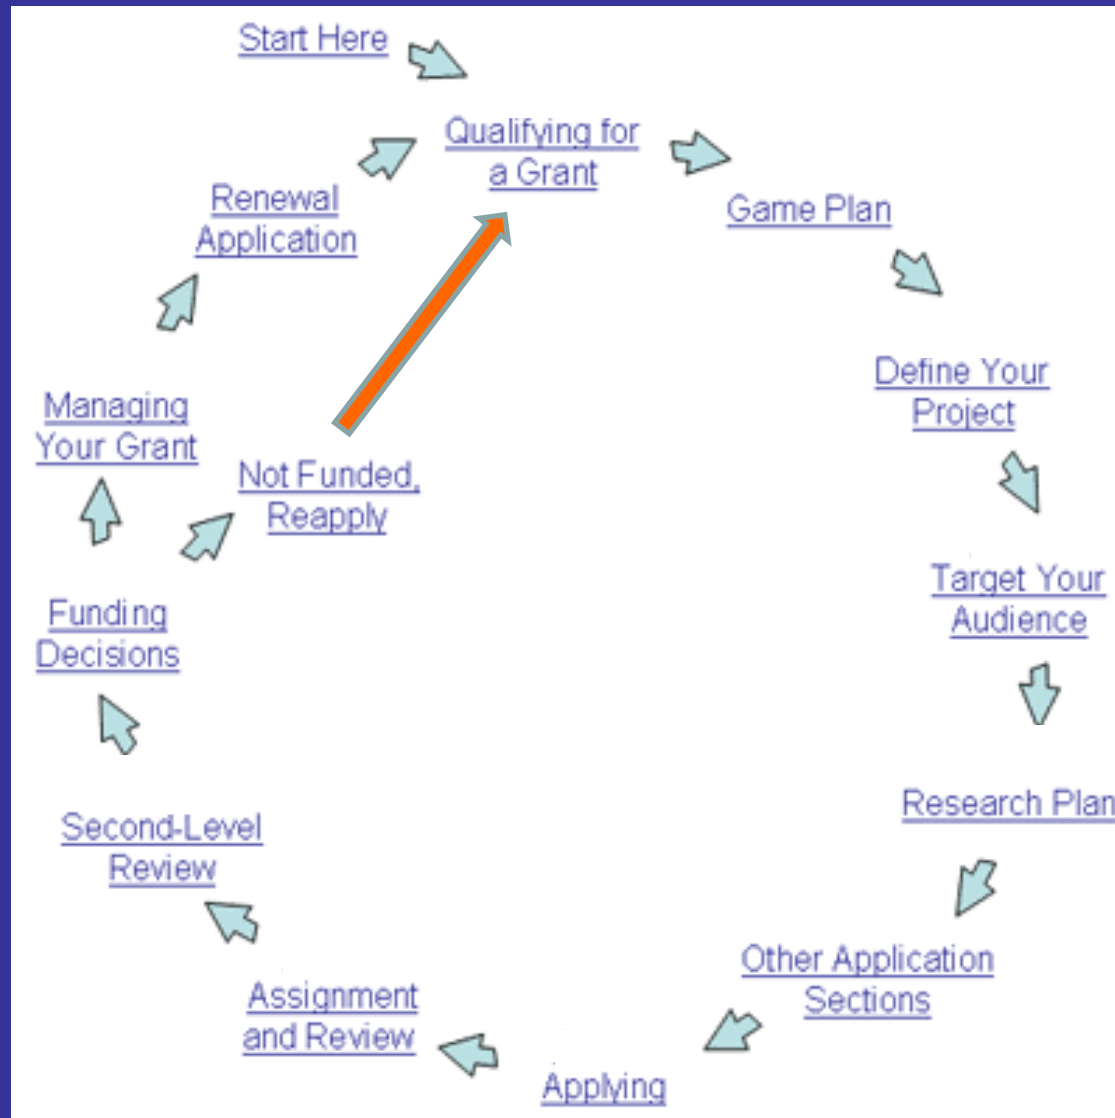 Start Here
Qualifying for
a Grant
Game Plan
Define Your
Project
Target Your
Audience
Research Plan
Other Application
Sections
Applying
Assignment
and Review
Second-Level
Review
Funding
Decisions
Not Funded,
Reapply
Managing
Your Grant
Renewal
Application